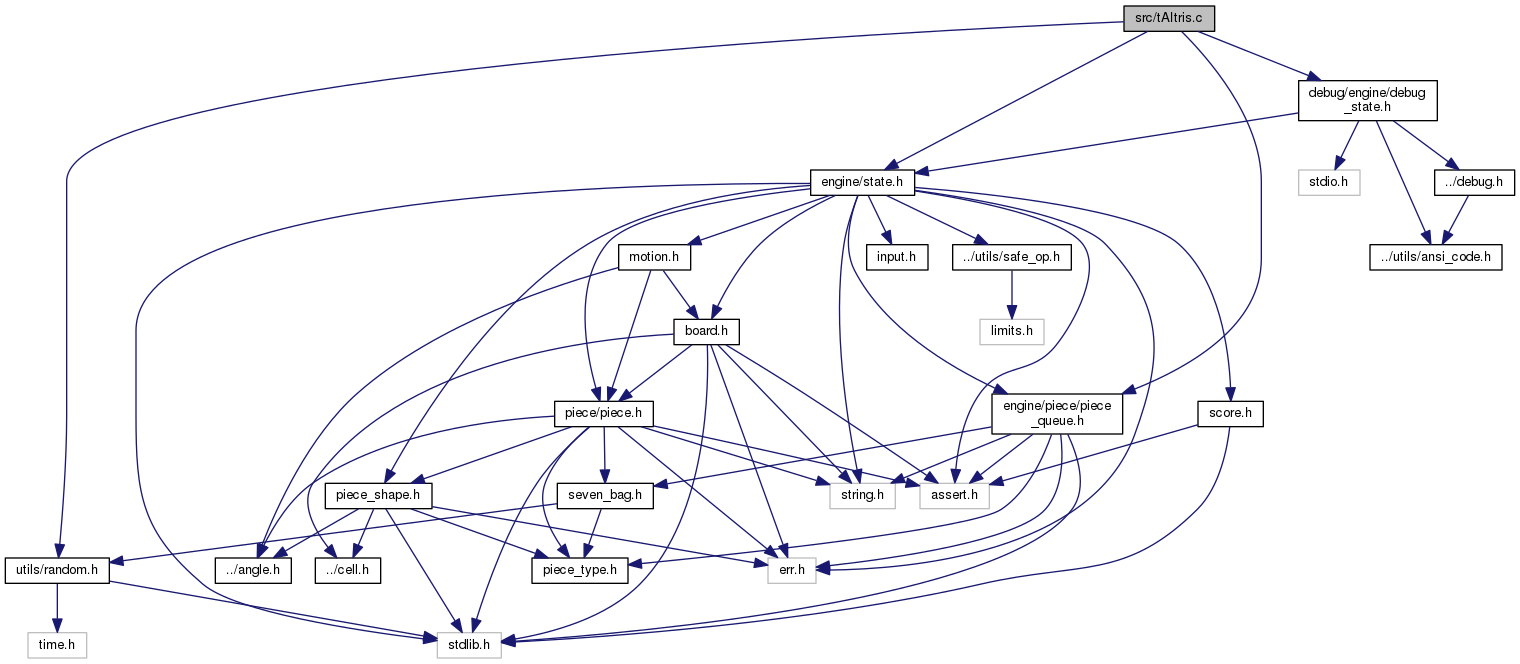 src/tAltris.c
debug/engine/debug
_state.h
engine/state.h
stdio.h
../debug.h
motion.h
input.h
../utils/safe_op.h
../utils/ansi_code.h
board.h
limits.h
piece/piece.h
engine/piece/piece
_queue.h
score.h
piece_shape.h
seven_bag.h
string.h
assert.h
utils/random.h
../angle.h
../cell.h
piece_type.h
err.h
time.h
stdlib.h